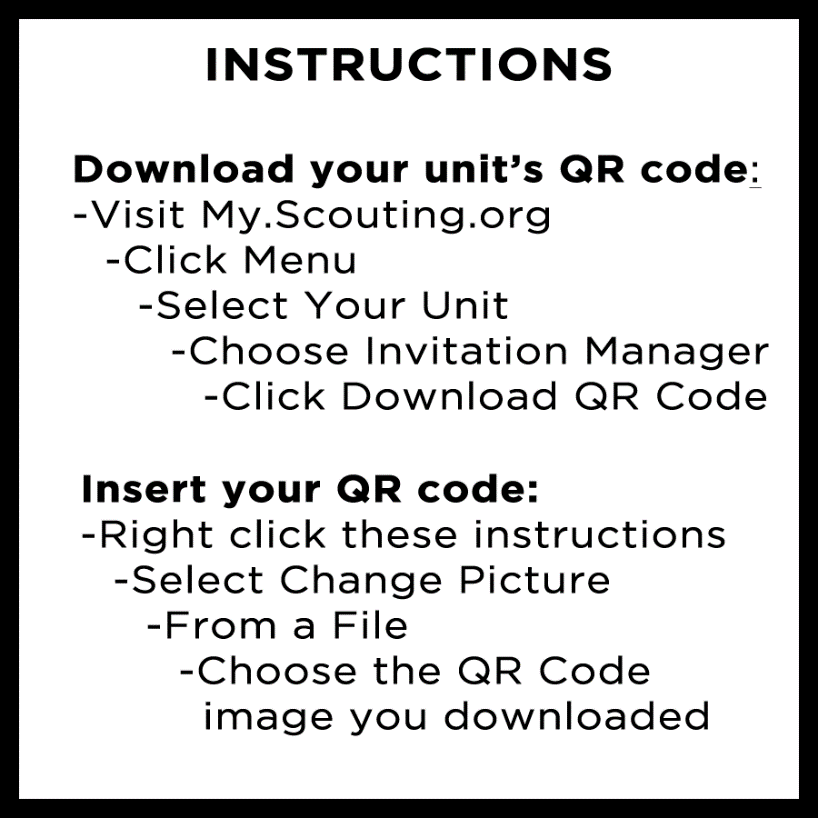 INSTRUCTIONS
Download your unit’s QR code:
-Visit My.Scouting.org
-Click Menu
-Select Your Unit
-Choose Invitation Manager
-Click Download QR Code
Insert your QR code:
-Right click these instructions
-Select Change Picture
-From a File
-Choose the QR Code
image you downloaded